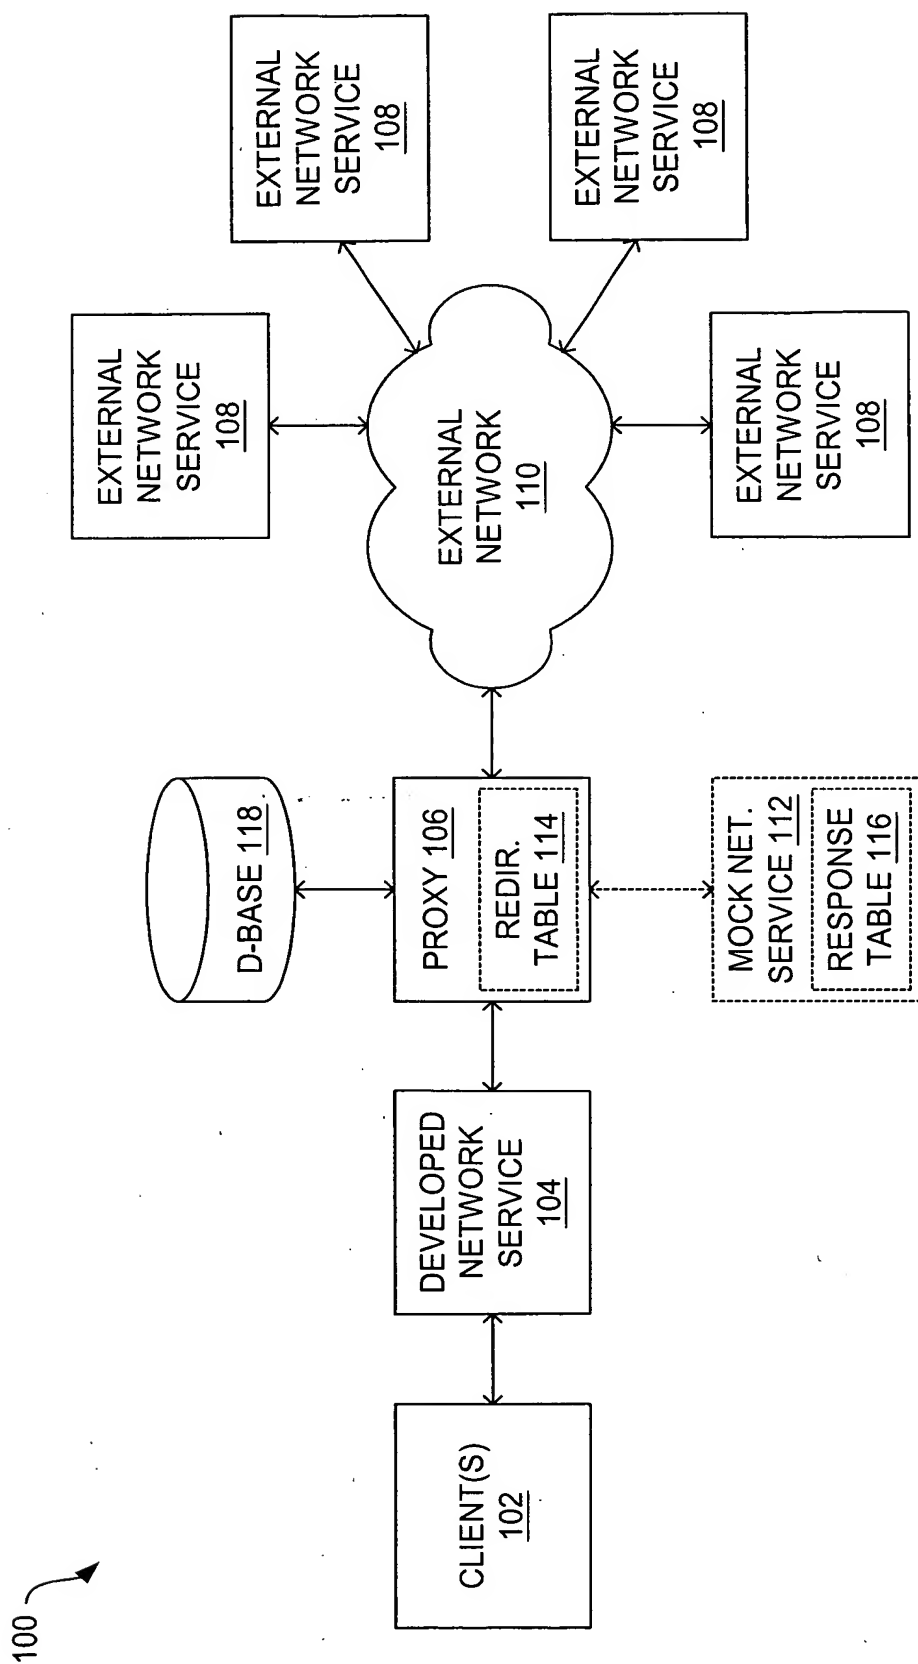 100
CLIENT(S)
102
DEVELOPED
NETWORK
SERVICE
104
D-BASE 118
PROXY 106
REDIR.
TABLE 114
MOCK NET.
SERVICE 112
RESPONSE
TABLE 116
EXTERNAL
NETWORK
110
EXTERNAL
NETWORK
SERVICE
108
EXTERNAL
NETWORK
SERVICE
108
EXTERNAL
NETWORK
SERVICE
108
EXTERNAL
NETWORK
SERVICE
108